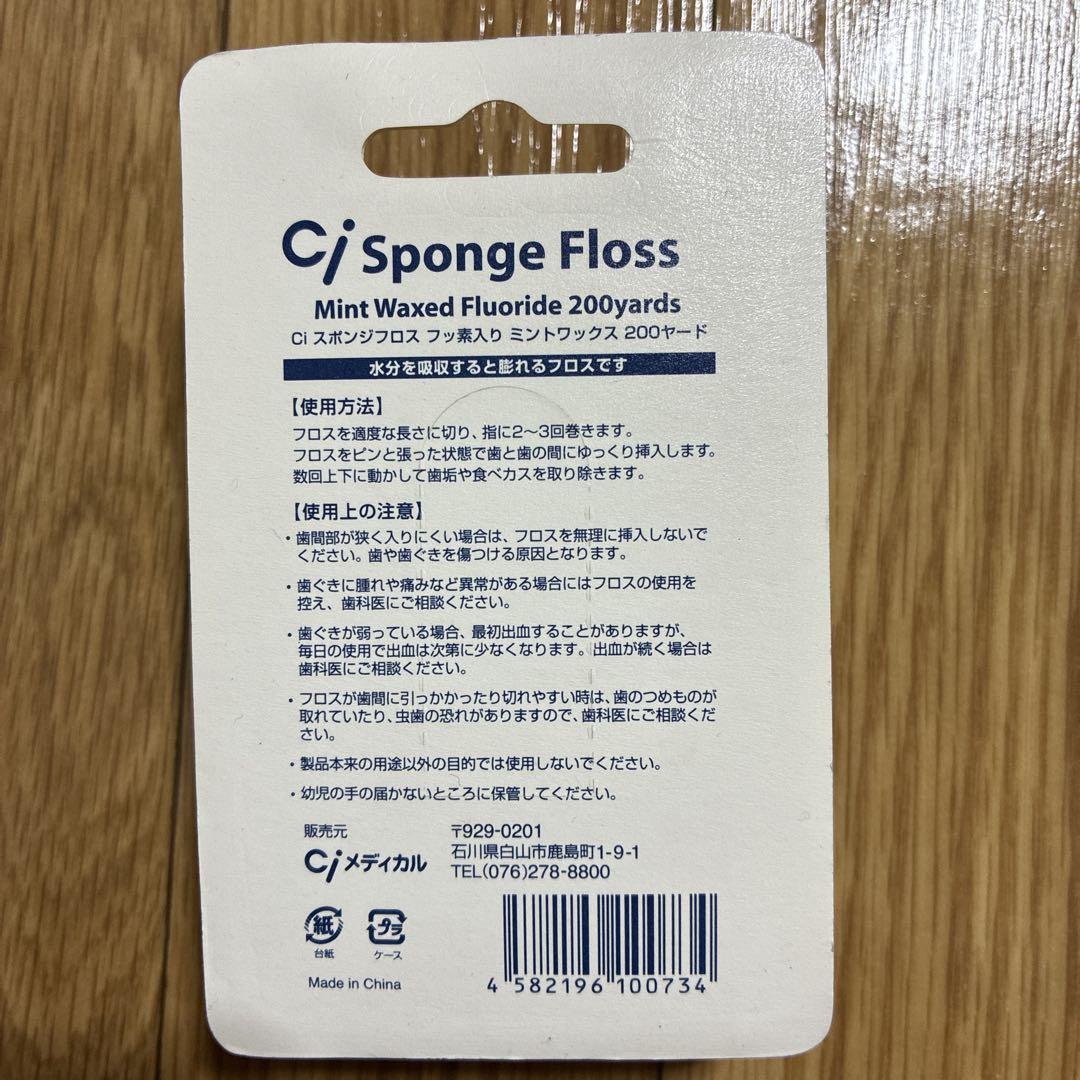 Ci Sponge Floss
Mint Waxed Fluoride 200yards
Ci スポンジフロス フッ素入り ミントワックス 200ヤード
水分を吸収すると膨れるフロスです
【使用方法】
フロスを適度な長さに切り、指に2〜3回巻きます。
フロスをピンと張った状態で歯と歯の間にゆっくり挿入します。
数回上下に動かして歯垢や食べカスを取り除きます。
【使用上の注意】
・歯間部が狭く入りにくい場合は、フロスを無理に挿入しないで
ください。歯や歯ぐきを傷つける原因となります。
・歯ぐきに腫れや痛みなど異常がある場合にはフロスの使用を
控え、歯科医にご相談ください。
・歯ぐきが弱っている場合、最初出血することがありますが、
毎日の使用で出血は次第に少なくなります。出血が続く場合は
歯科医にご相談ください。
・フロスが歯間に引っかかったり切れやすい時は、歯のつめものが
取れていたり、虫歯の恐れがありますので、歯科医にご相談くだ
さい。
・製品本来の用途以外の目的では使用しないでください。
・幼児の手の届かないところに保管してください。
販売元
Ci メディカル
〒929-0201
石川県白山市鹿島町1-9-1
TEL(076)278-8800
紙
台紙
プラ
ケース
Made in China
4 582196 100734